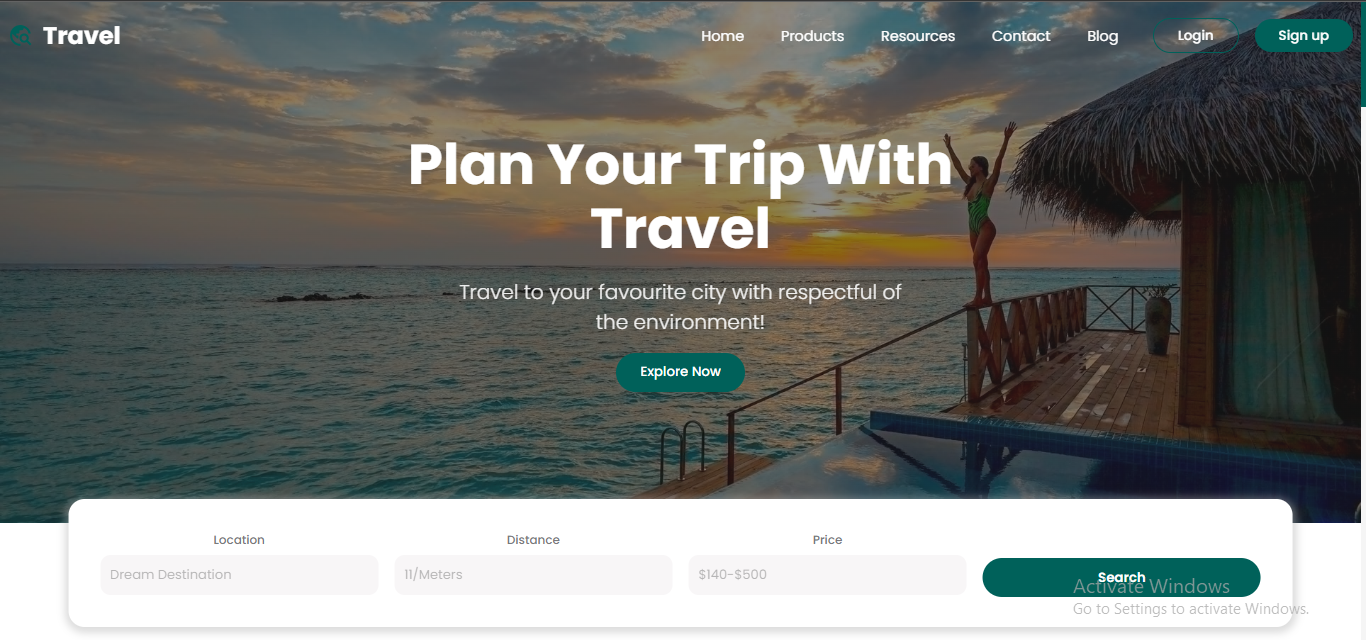 Travel
Home Products Resources Contact Blog Login Sign up
Plan Your Trip With
Travel
Travel to your favourite city with respectful of
the environment!
Explore Now
Location Distance Price
Dream Destination 11/Meters $140-$500 Search
Activate Windows
Go to Settings to activate Windows.